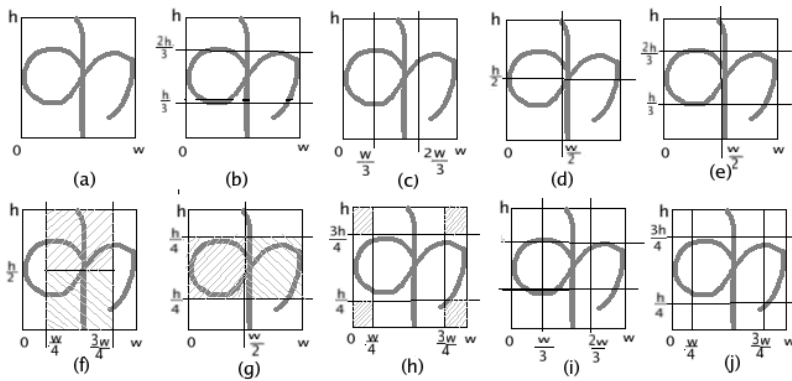 h
0 w
(a)
h
2h/3
h/3
0 w
(b)
h
0 w/3 2w/3 w
(c)
h
h/2
0 w/2 w
(d)
h
2h/3
h/3
0 w/2 w
(e)
h
h/2
0 w/4 3w/4 w
(f)
h
h/4
h/4
0 w/2 w
(g)
h
3h/4
h/4
0 w/4 3w/4 w
(h)
h
0 w/3 2w/3 w
(i)
h
3h/4
h/4
0 w/4 3w/4 w
(j)